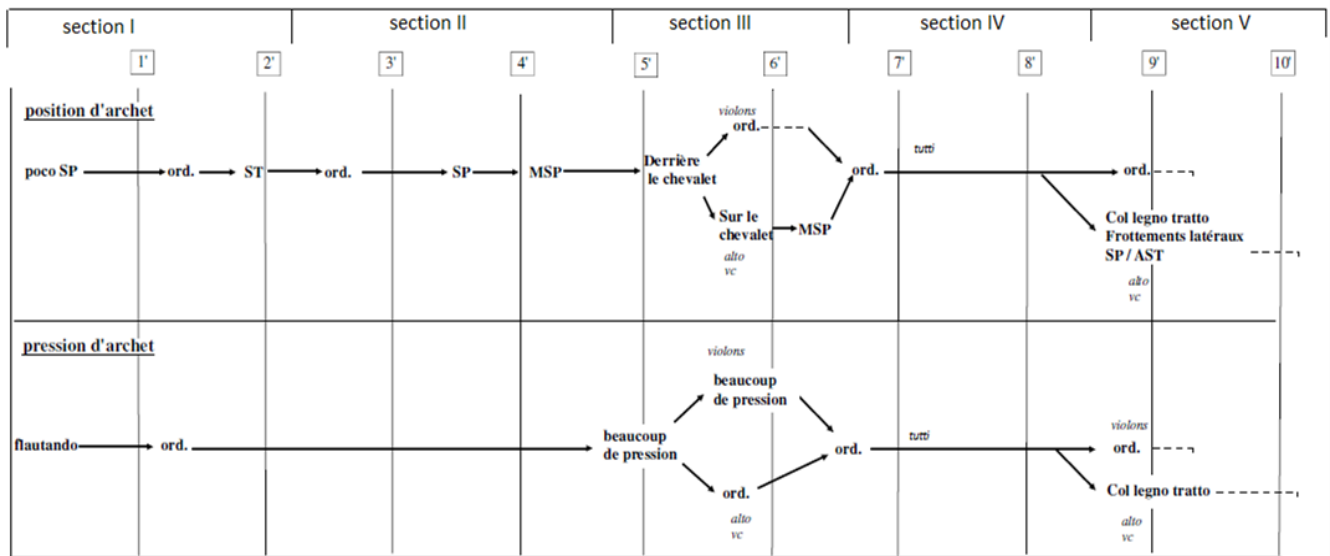 section I
section II
section III
section IV
section V
1'
2'
3'
4'
5'
6'
7'
8'
9'
10'
position d'archet
poco SP
ord.
ST
ord.
SP
MSP
Derrière
le chevalet
violons
ord.
Sur le
chevalet
MSP
alto
vc
ord.
tutti
ord.
Col legno tratto
Frottements latéraux
SP / AST
alto
vc
pression d'archet
flautando
ord.
beaucoup
de pression
violons
beaucoup
de pression
ord.
alto
vc
ord.
tutti
violons
ord.
Col legno tratto
alto
vc